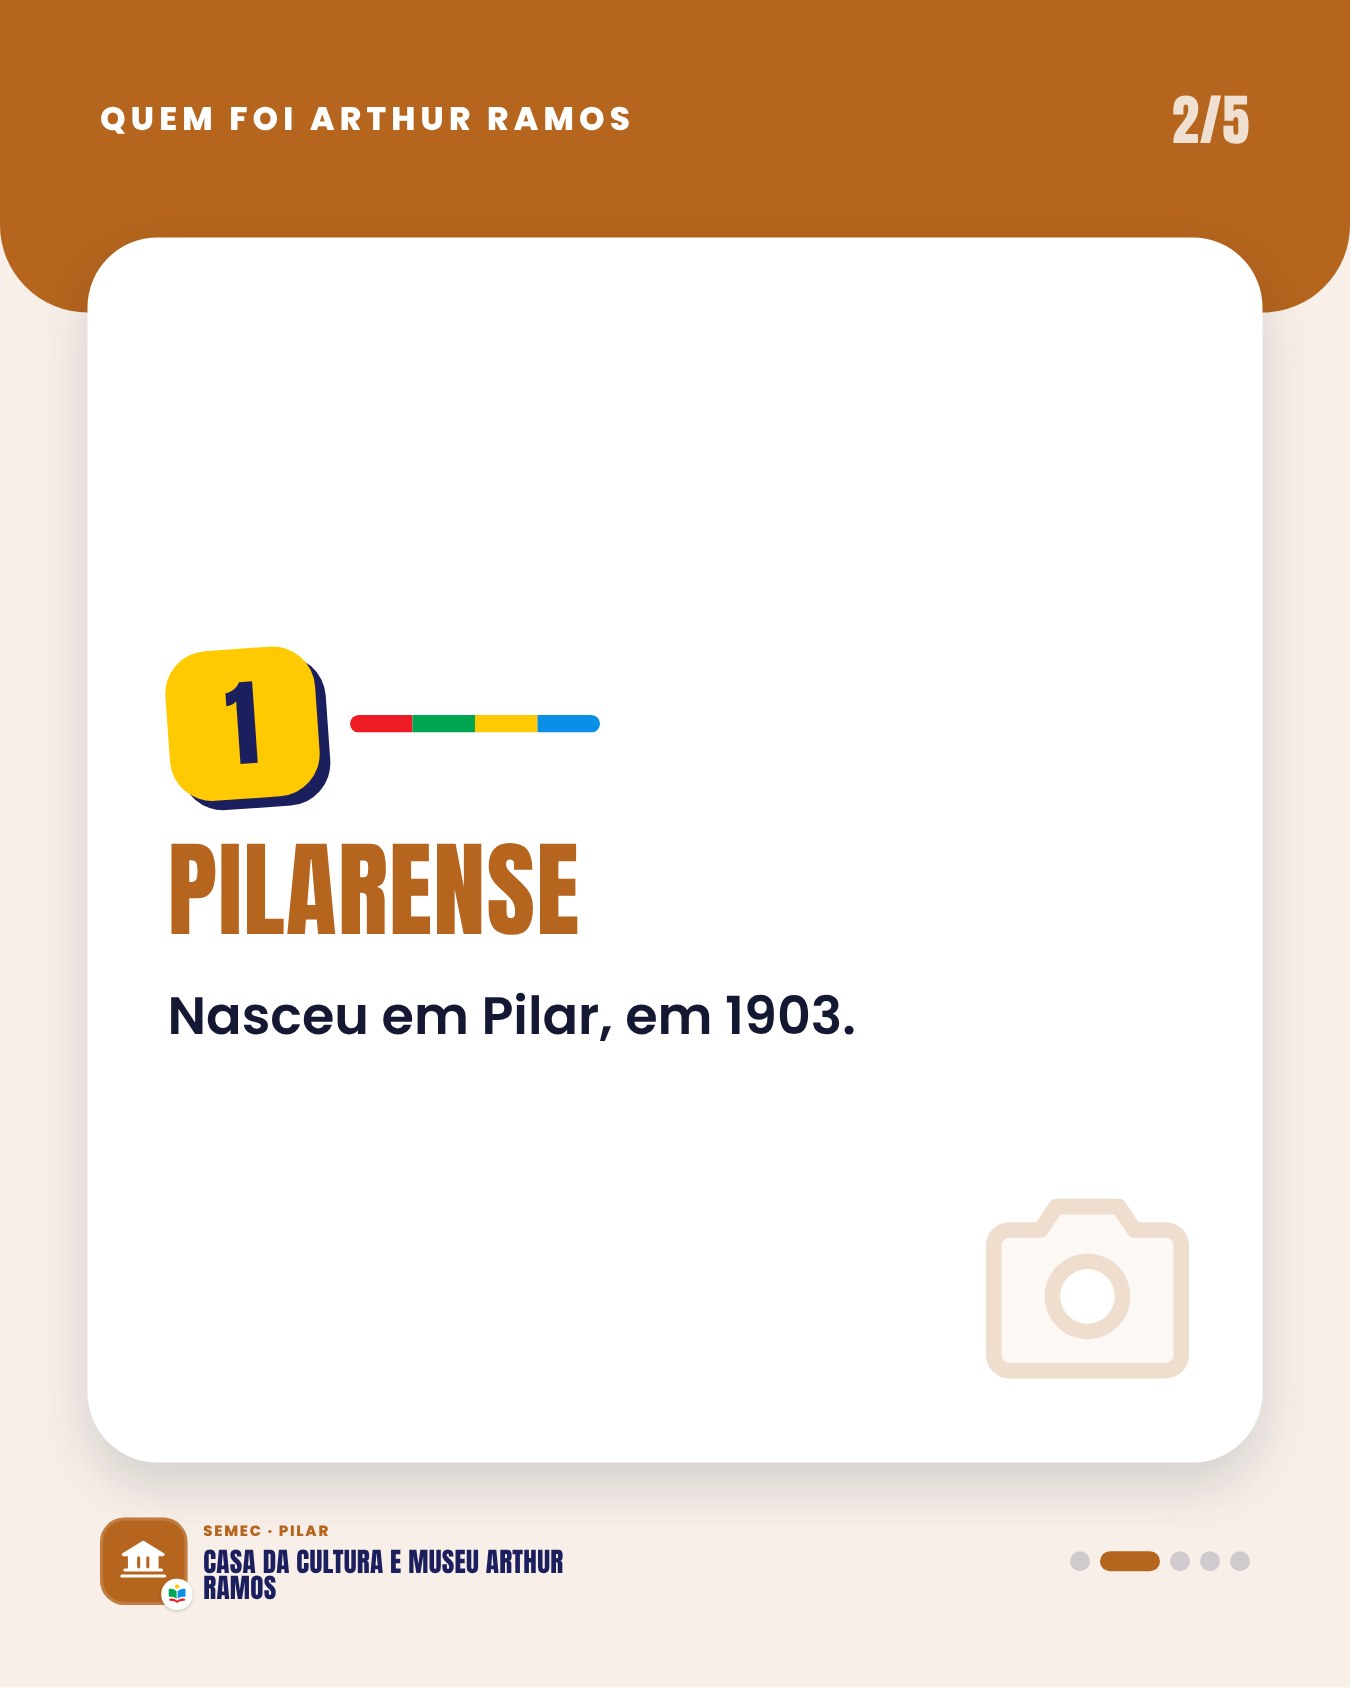 QUEM FOI ARTHUR RAMOS
2/5
1
PILARENSE
Nasceu em Pilar, em 1903.
SEMEC · PILAR
CASA DA CULTURA E MUSEU ARTHUR
RAMOS